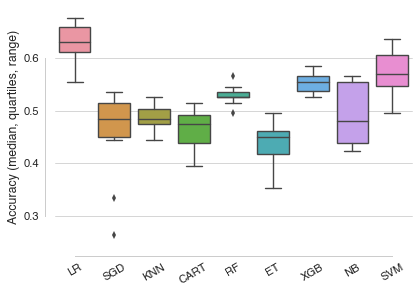 Accuracy (median, quartiles, range)
0.6
0.5
0.4
0.3
LR SGD KNN CART RF ET XGB NB SVM